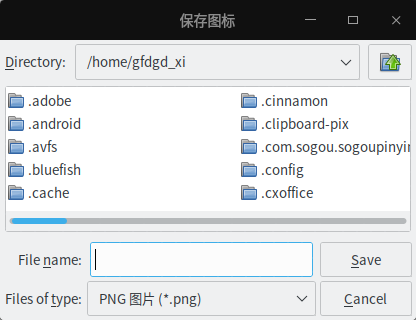 保存图标
Directory: /home/gfdgd_xi
.adobe .cinnamon
.android .clipboard-pix
.avfs .com.sogou.sogoupinyin
.bluefish .config
.cache .cxoffice
File name: Save
Files of type: PNG 图片 (*.png) Cancel